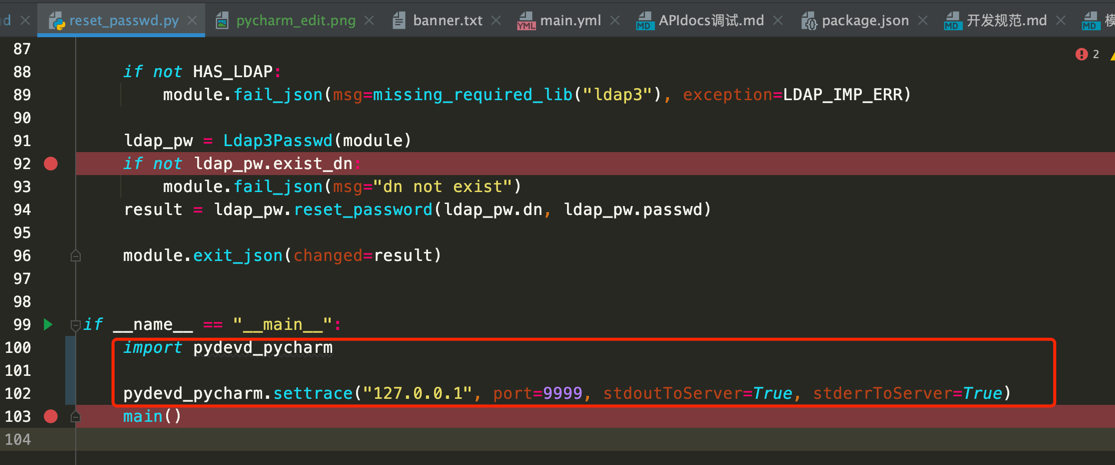 reset_passwd.py pycharm_edit.png banner.txt main.yml APIdocs调试.md package.json 开发规范.md
87
88 if not HAS_LDAP:
89 module.fail_json(msg=missing_required_lib("ldap3"), exception=LDAP_IMP_ERR)
90
91 ldap_pw = Ldap3Passwd(module)
92 if not ldap_pw.exist_dn:
93 module.fail_json(msg="dn not exist")
94 result = ldap_pw.reset_password(ldap_pw.dn, ldap_pw.passwd)
95
96 module.exit_json(changed=result)
97
98
99 if __name__ == "__main__":
100 import pydevd_pycharm
101
102 pydevd_pycharm.settrace("127.0.0.1", port=9999, stdoutToServer=True, stderrToServer=True)
103 main()
104
2